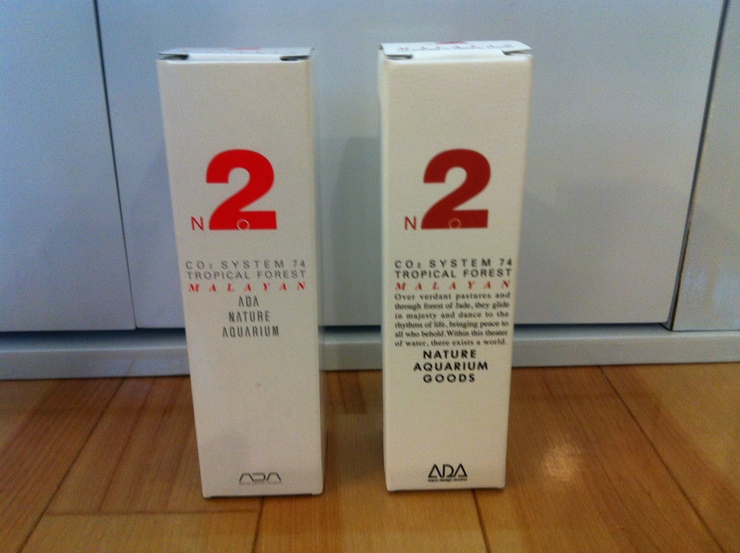 N
2
CO2 SYSTEM 74
TROPICAL FOREST
MALAYAN
ADA
NATURE
AQUARIUM
ADA
N
2
CO2 SYSTEM 74
TROPICAL FOREST
MALAYAN
Over verdant pastures and
through forest of Jade, they glide
in majesty and dance to the
rhythms of life, bringing peace to
all who behold. Within this theater
of water, there exists a world.
NATURE
AQUARIUM
GOODS
ADA